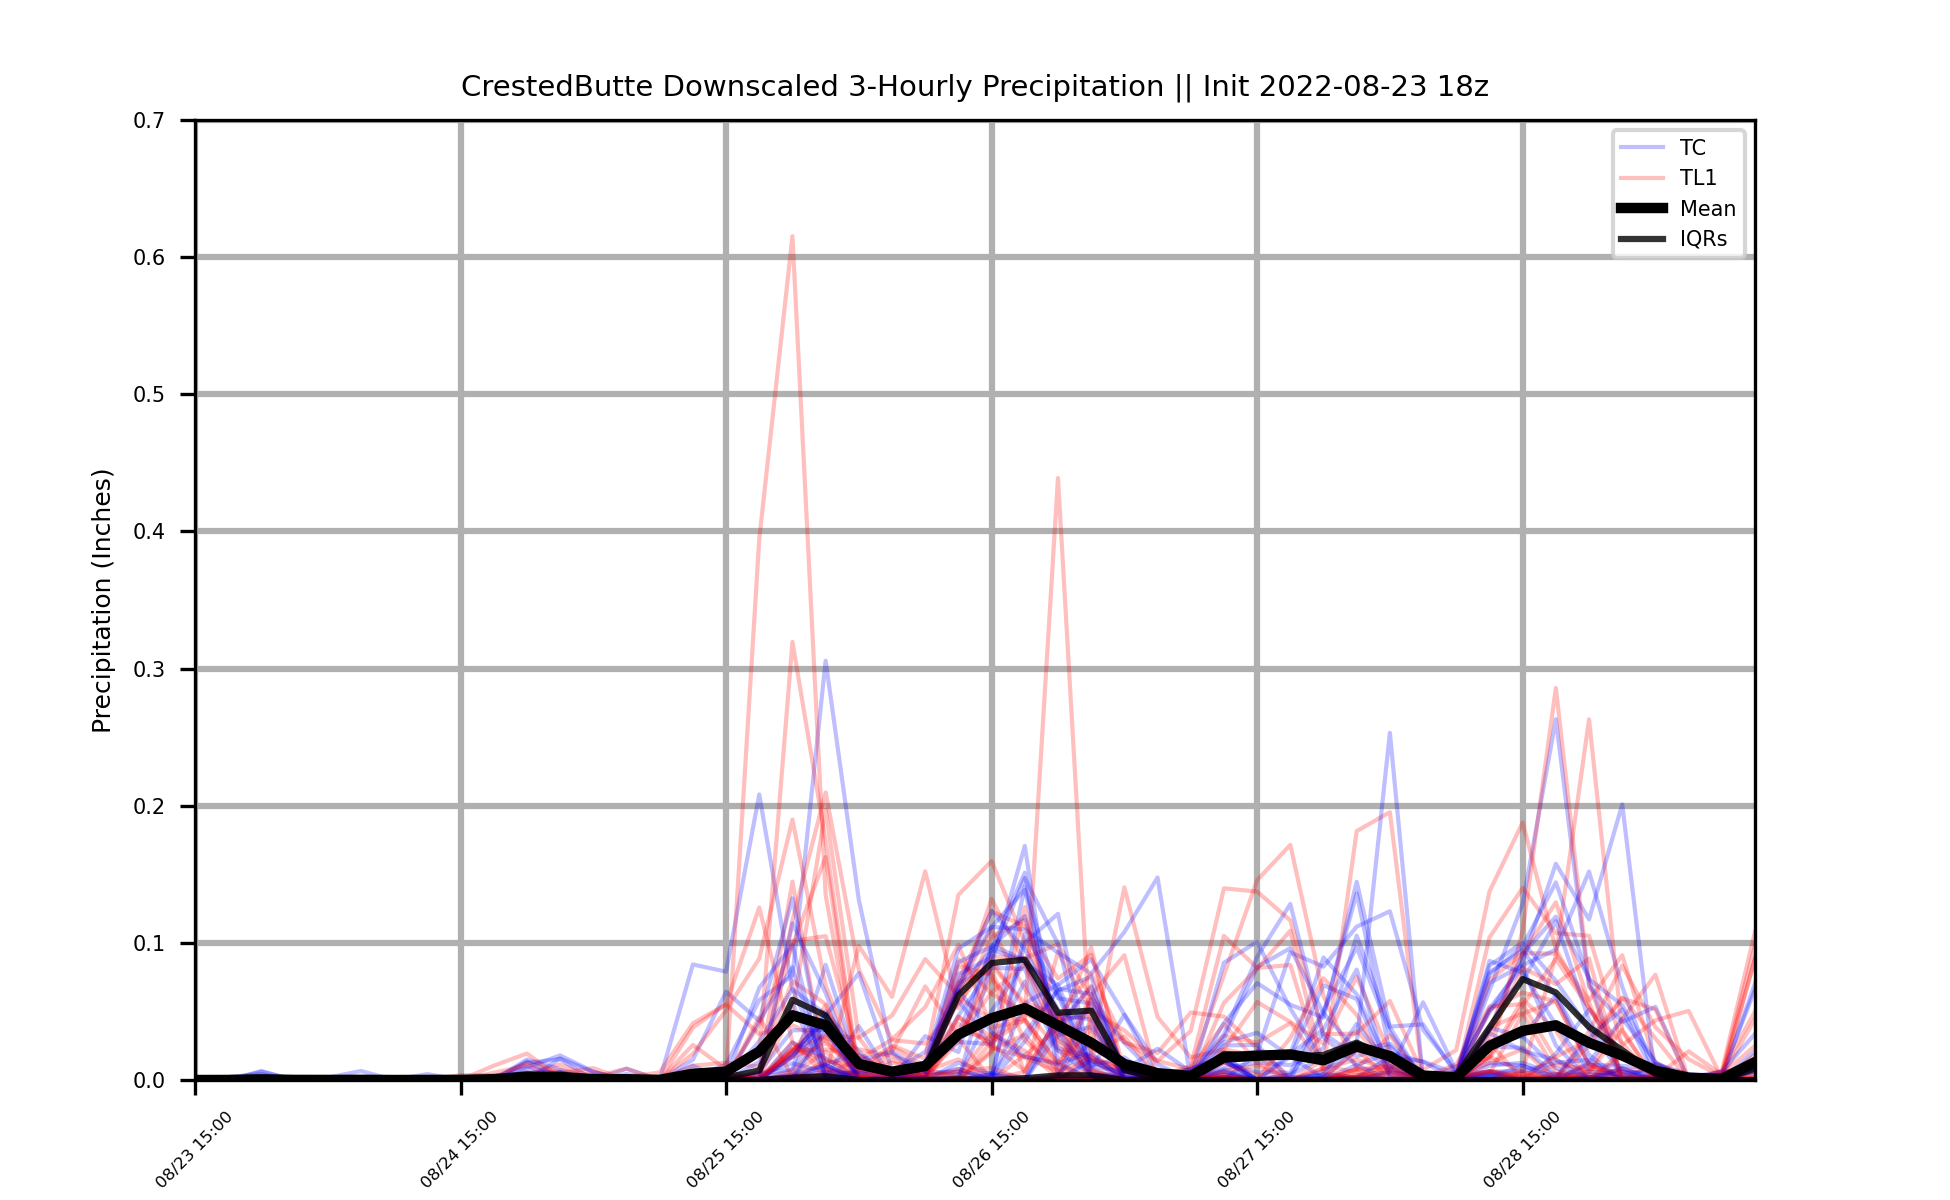 CrestedButte Downscaled 3-Hourly Precipitation || Init 2022-08-23 18z
TC
TL1
Mean
IQRs
Precipitation (Inches)
0.7
0.6
0.5
0.4
0.3
0.2
0.1
0.0
08/23 15:00
08/24 15:00
08/25 15:00
08/26 15:00
08/27 15:00
08/28 15:00